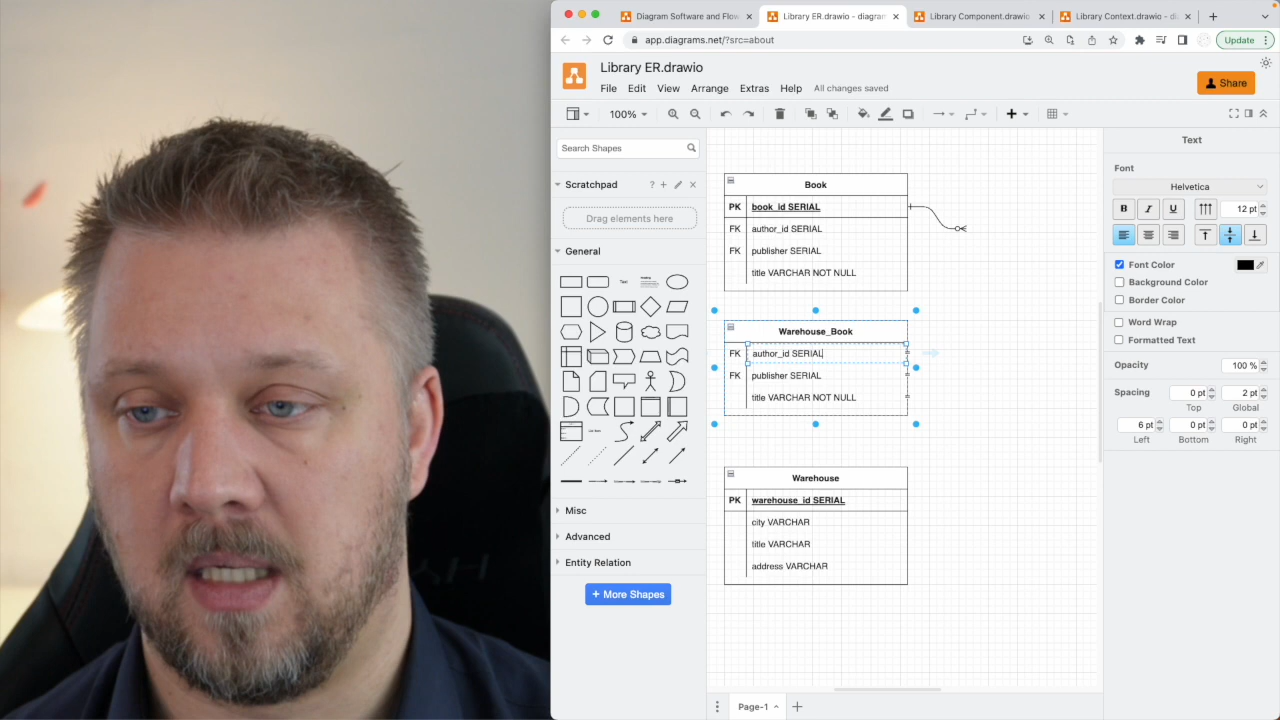 Diagram Software and Flow
Library ER.drawio - diagram
Library Component.drawio
Library Context.drawio - di
app.diagrams.net/?src=about
Update
Library ER.drawio
File Edit View Arrange Extras Help All changes saved
Share
100%
Search Shapes
Scratchpad
?
Drag elements here
General
Text
Heading
List Item
Misc
Advanced
Entity Relation
+ More Shapes
Book
PK book_id SERIAL
FK author_id SERIAL
FK publisher SERIAL
title VARCHAR NOT NULL
Warehouse_Book
FK author_id SERIAL
FK publisher SERIAL
title VARCHAR NOT NULL
Warehouse
PK warehouse_id SERIAL
city VARCHAR
title VARCHAR
address VARCHAR
Page-1
Text
Font
Helvetica
B I U 12 pt
Font Color
Background Color
Border Color
Word Wrap
Formatted Text
Opacity 100 %
Spacing 0 pt 2 pt
Top Global
6 pt 0 pt 0 pt
Left Bottom Right